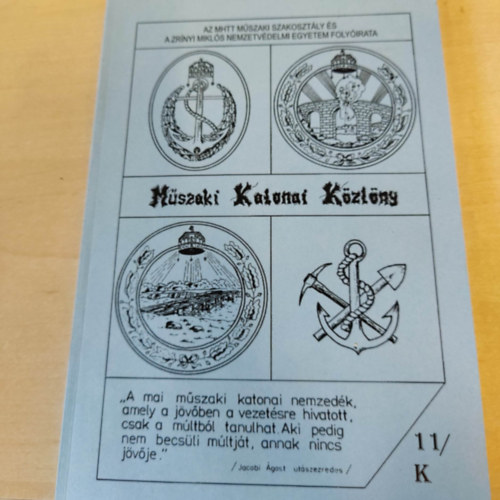 AZ MHTT MŰSZAKI SZAKOSZTÁLY ÉS
A ZRÍNYI MIKLÓS NEMZETVÉDELMI EGYETEM FOLYÓIRATA
Műszaki Katonai Közlöny
„A mai műszaki katonai nemzedék,
amely a jövőben a vezetésre hivatott,
csak a múltból tanulhat. Aki pedig
nem becsüli múltját, annak nincs
jövője."
/Jacobi Ágost utászezredes/
11/
K